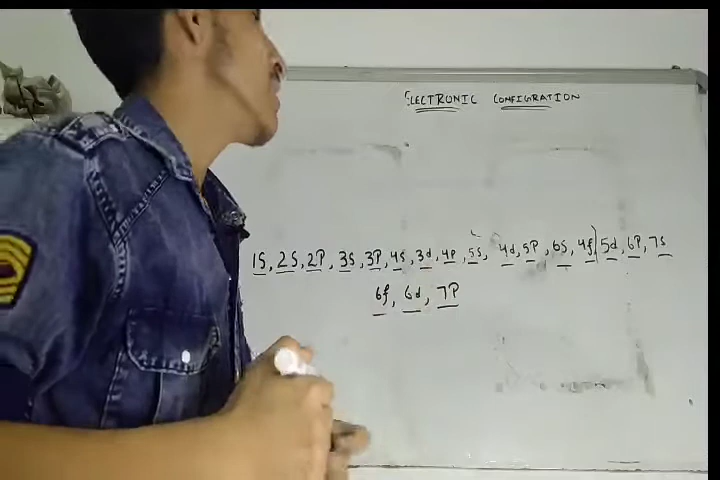 ELECTRONIC CONFIGRATION
1S, 2S, 2P, 3S, 3P, 4S, 3d, 4P, 5S, 4d, 5P, 6S, 4f, 5d, 6P, 7S
6f, 6d, 7P